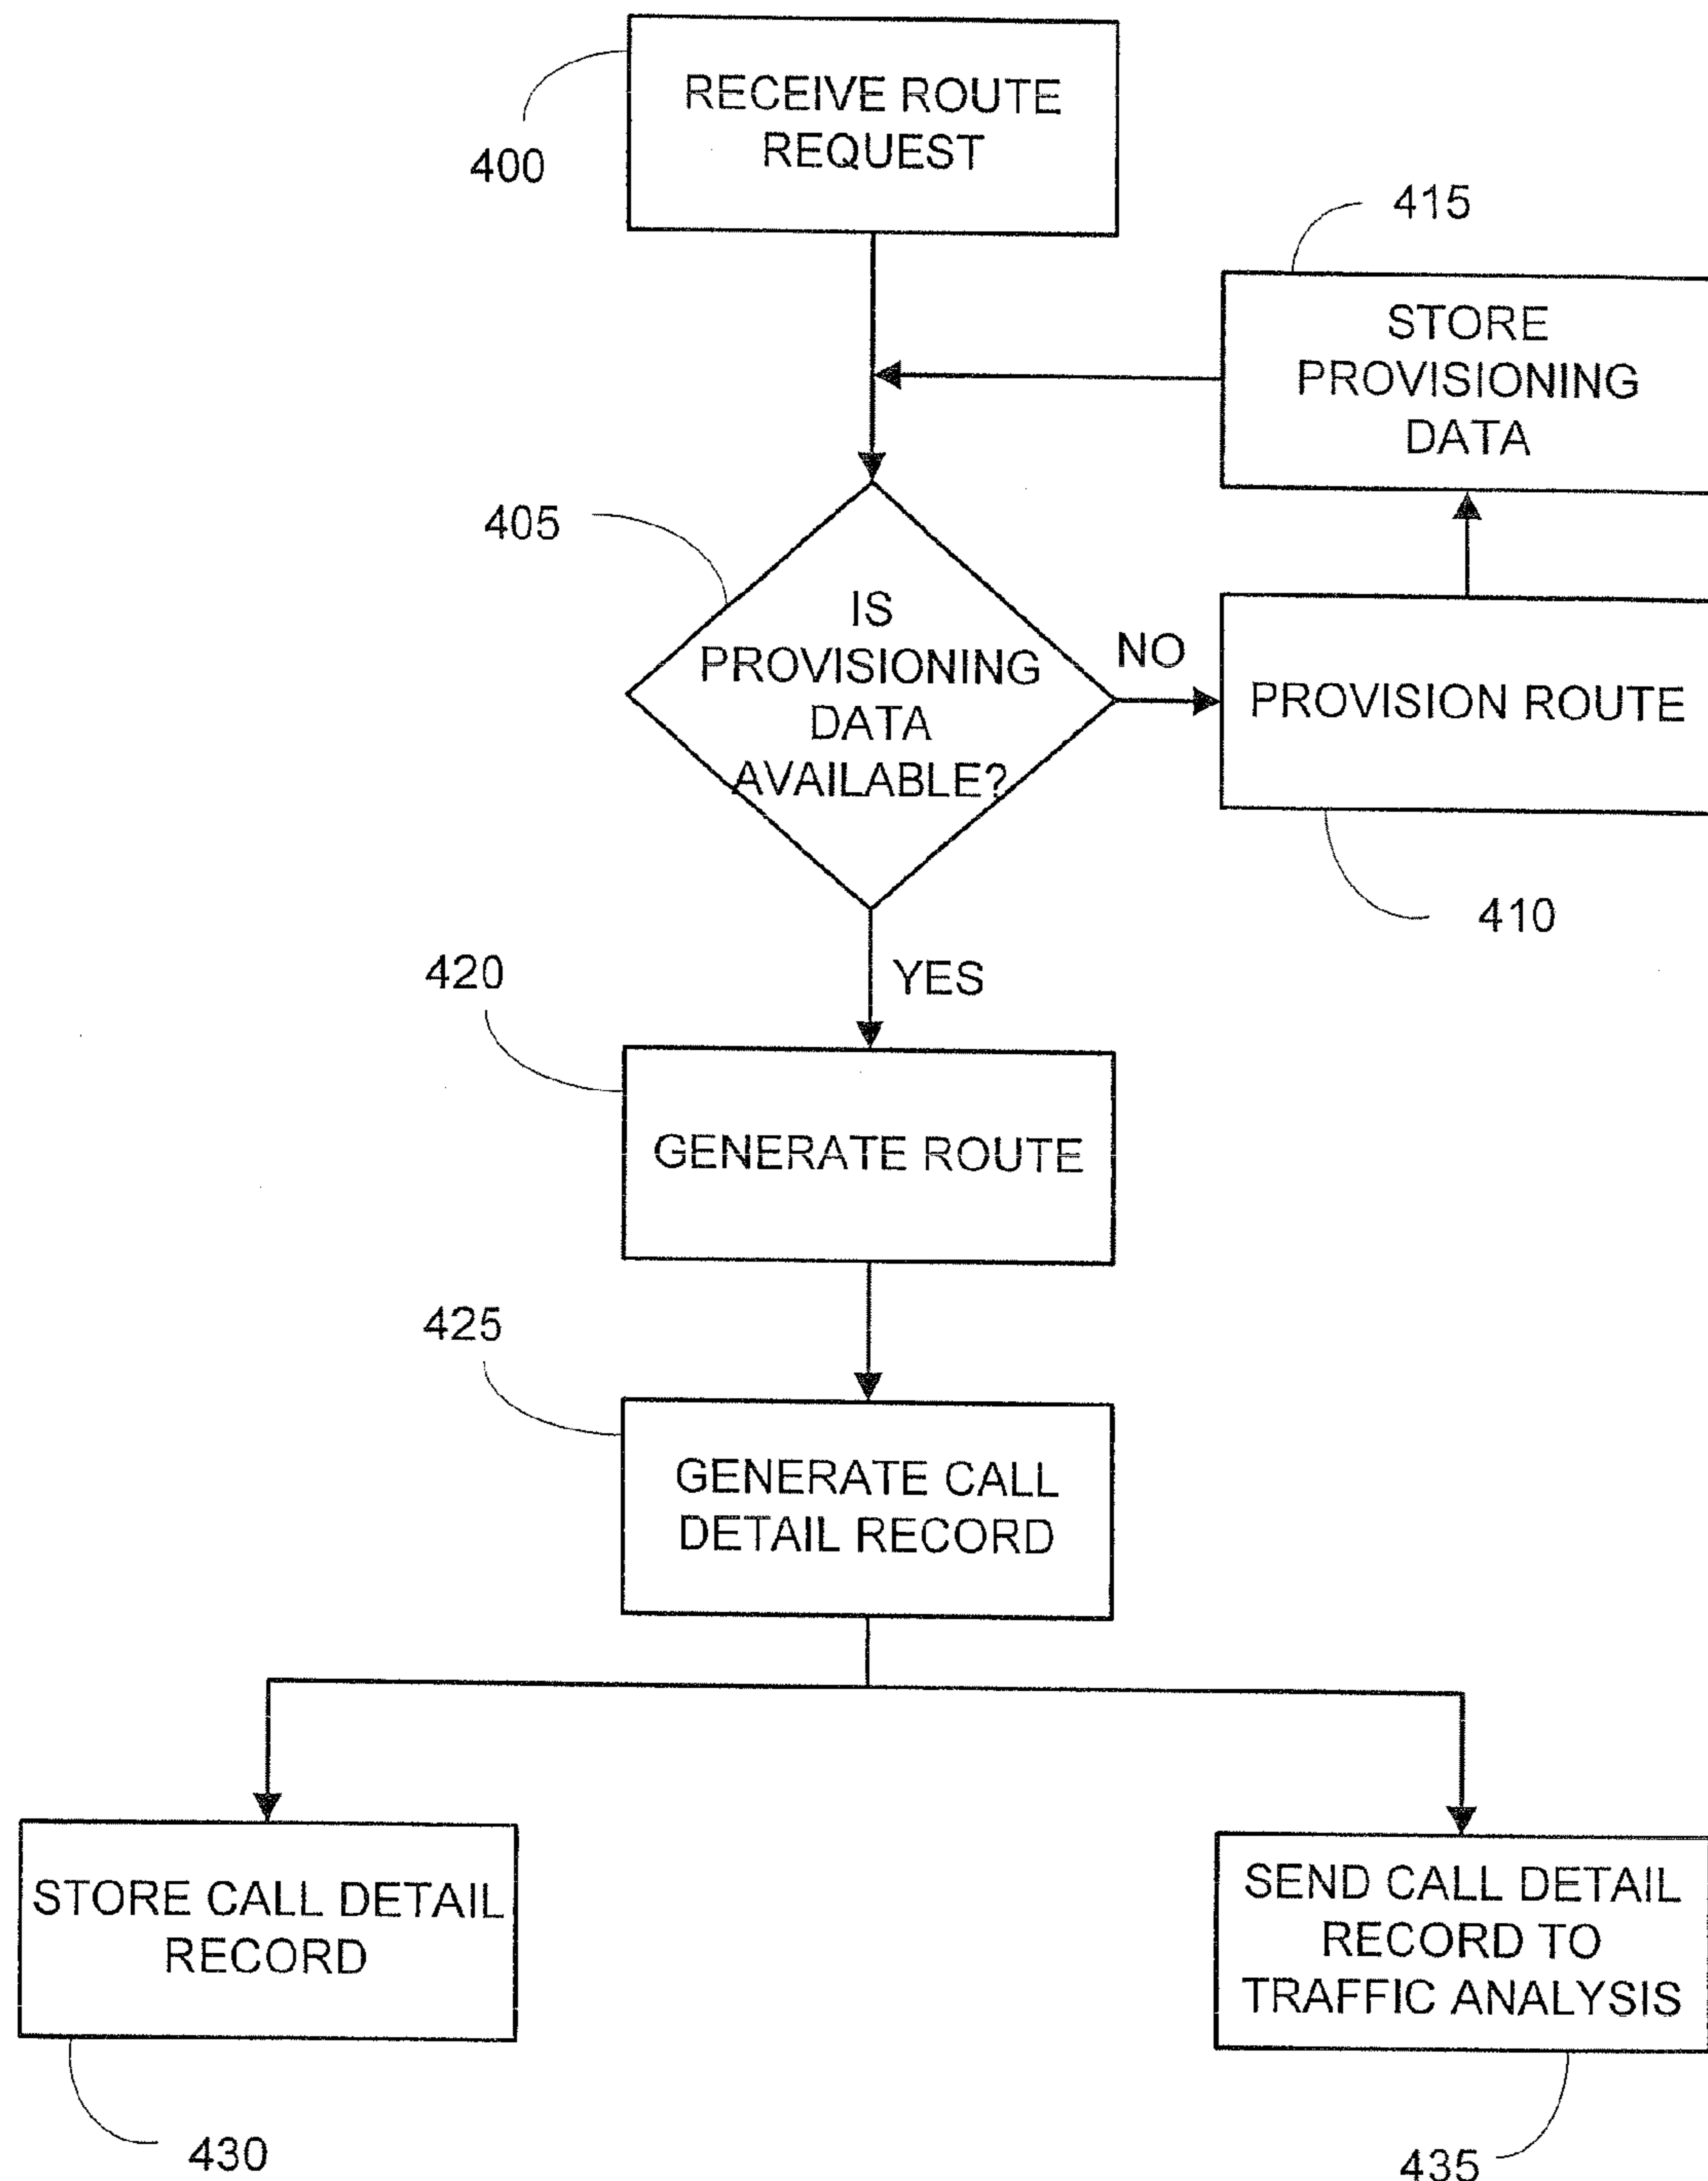 RECEIVE ROUTE
REQUEST
400
415
STORE
PROVISIONING
DATA
405
IS
PROVISIONING
DATA
AVAILABLE?
NO
PROVISION ROUTE
410
YES
420
GENERATE ROUTE
425
GENERATE CALL
DETAIL RECORD
STORE CALL DETAIL
RECORD
430
SEND CALL DETAIL
RECORD TO
TRAFFIC ANALYSIS
435